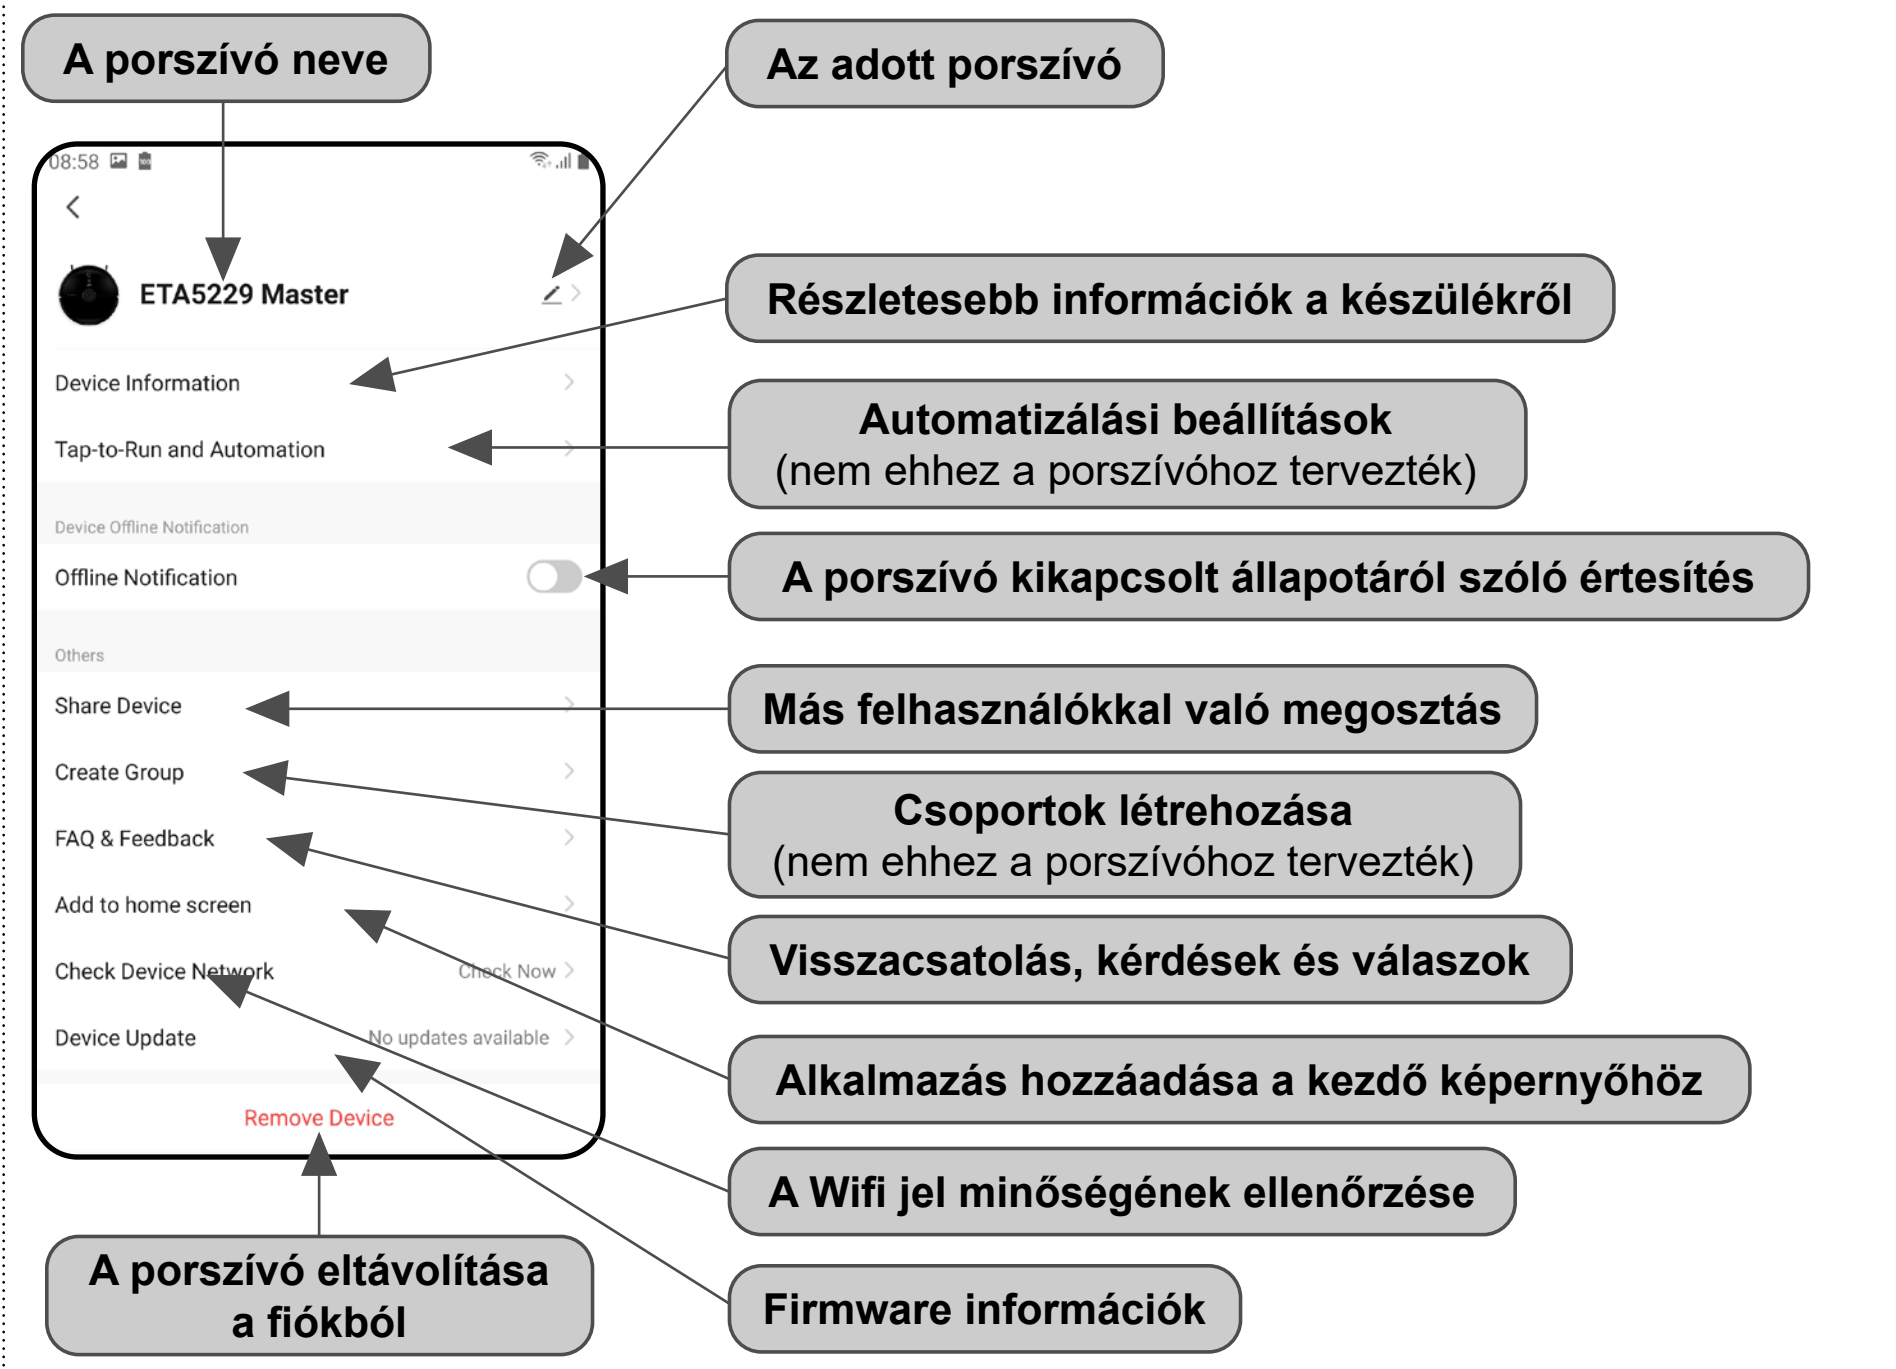 A porszívó neve
Az adott porszívó
08:58
ETA5229 Master
Részletesebb információk a készülékről
Device Information
Automatizálási beállítások
(nem ehhez a porszívóhoz tervezték)
Tap-to-Run and Automation
Device Offline Notification
Offline Notification
A porszívó kikapcsolt állapotáról szóló értesítés
Others
Share Device
Más felhasználókkal való megosztás
Create Group
Csoportok létrehozása
(nem ehhez a porszívóhoz tervezték)
FAQ & Feedback
Add to home screen
Visszacsatolás, kérdések és válaszok
Check Device Network
Check Now
Device Update
No updates available
Alkalmazás hozzáadása a kezdő képernyőhöz
Remove Device
A Wifi jel minőségének ellenőrzése
A porszívó eltávolítása
a fiókból
Firmware információk